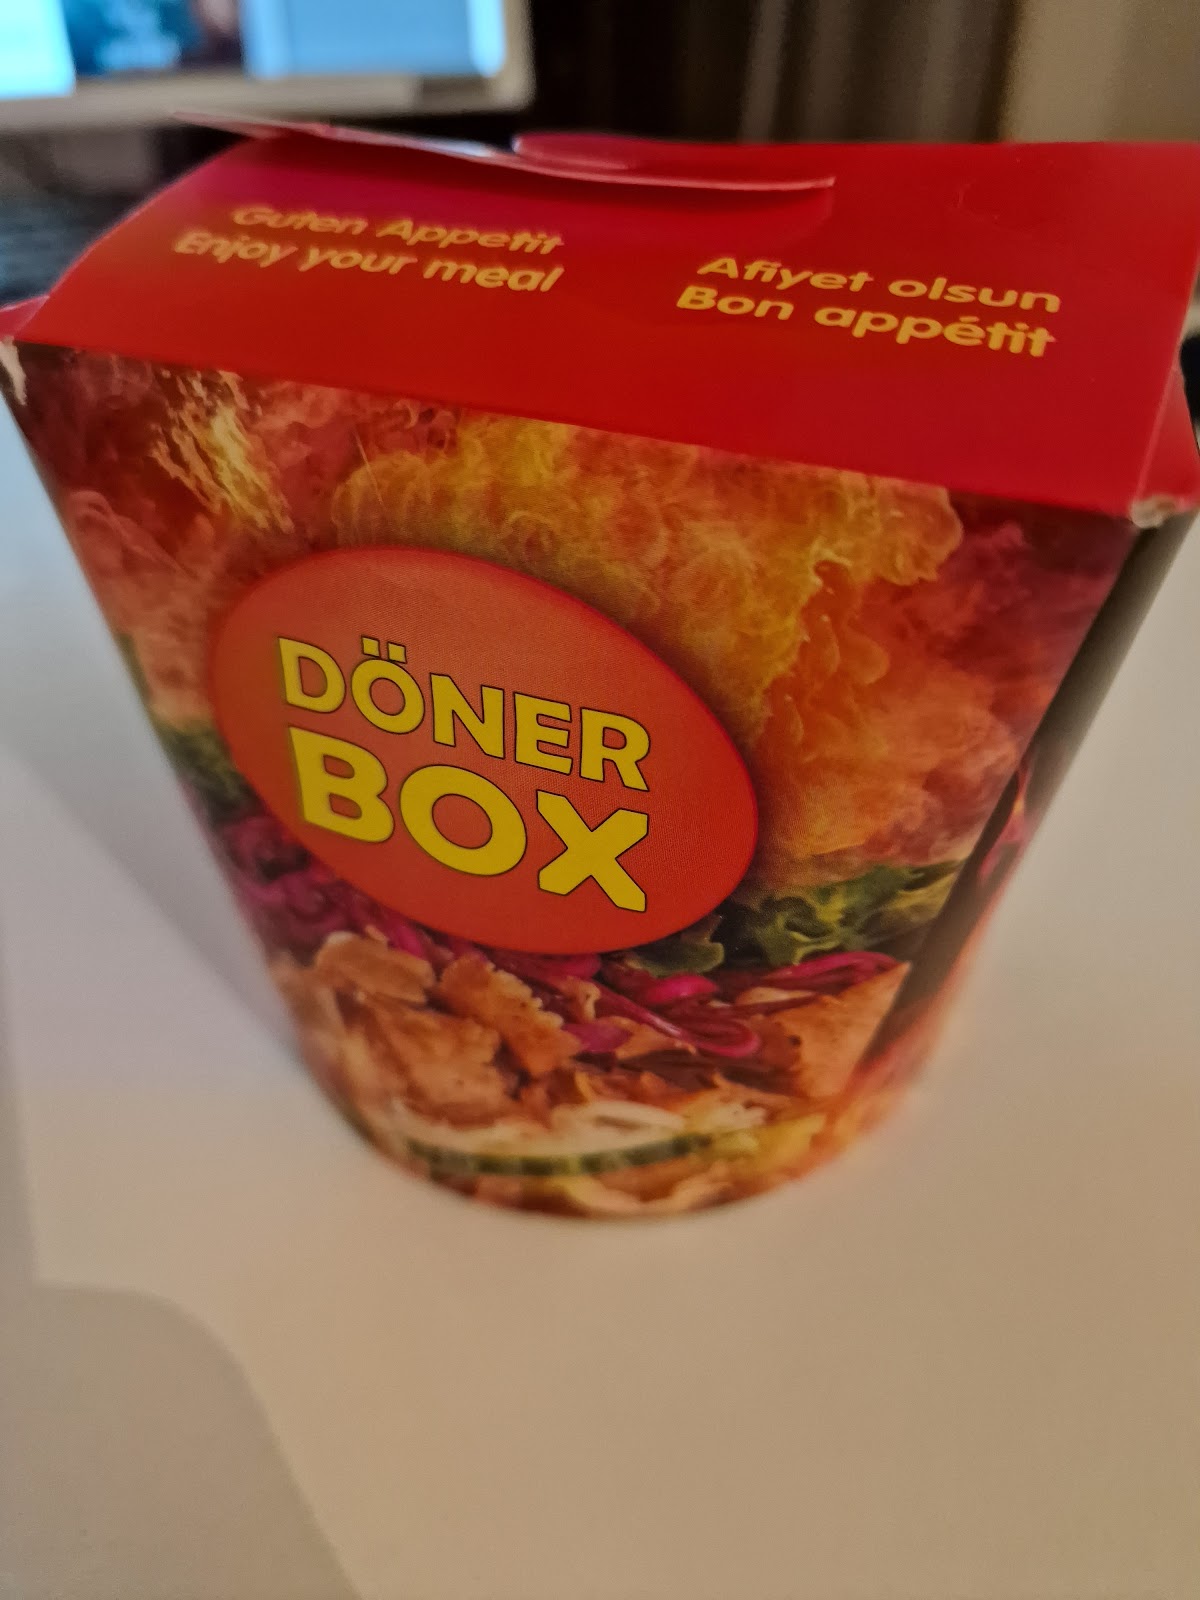 Guten Appetit
Enjoy your meal
Afiyet olsun
Bon appétit
DÖNER
BOX